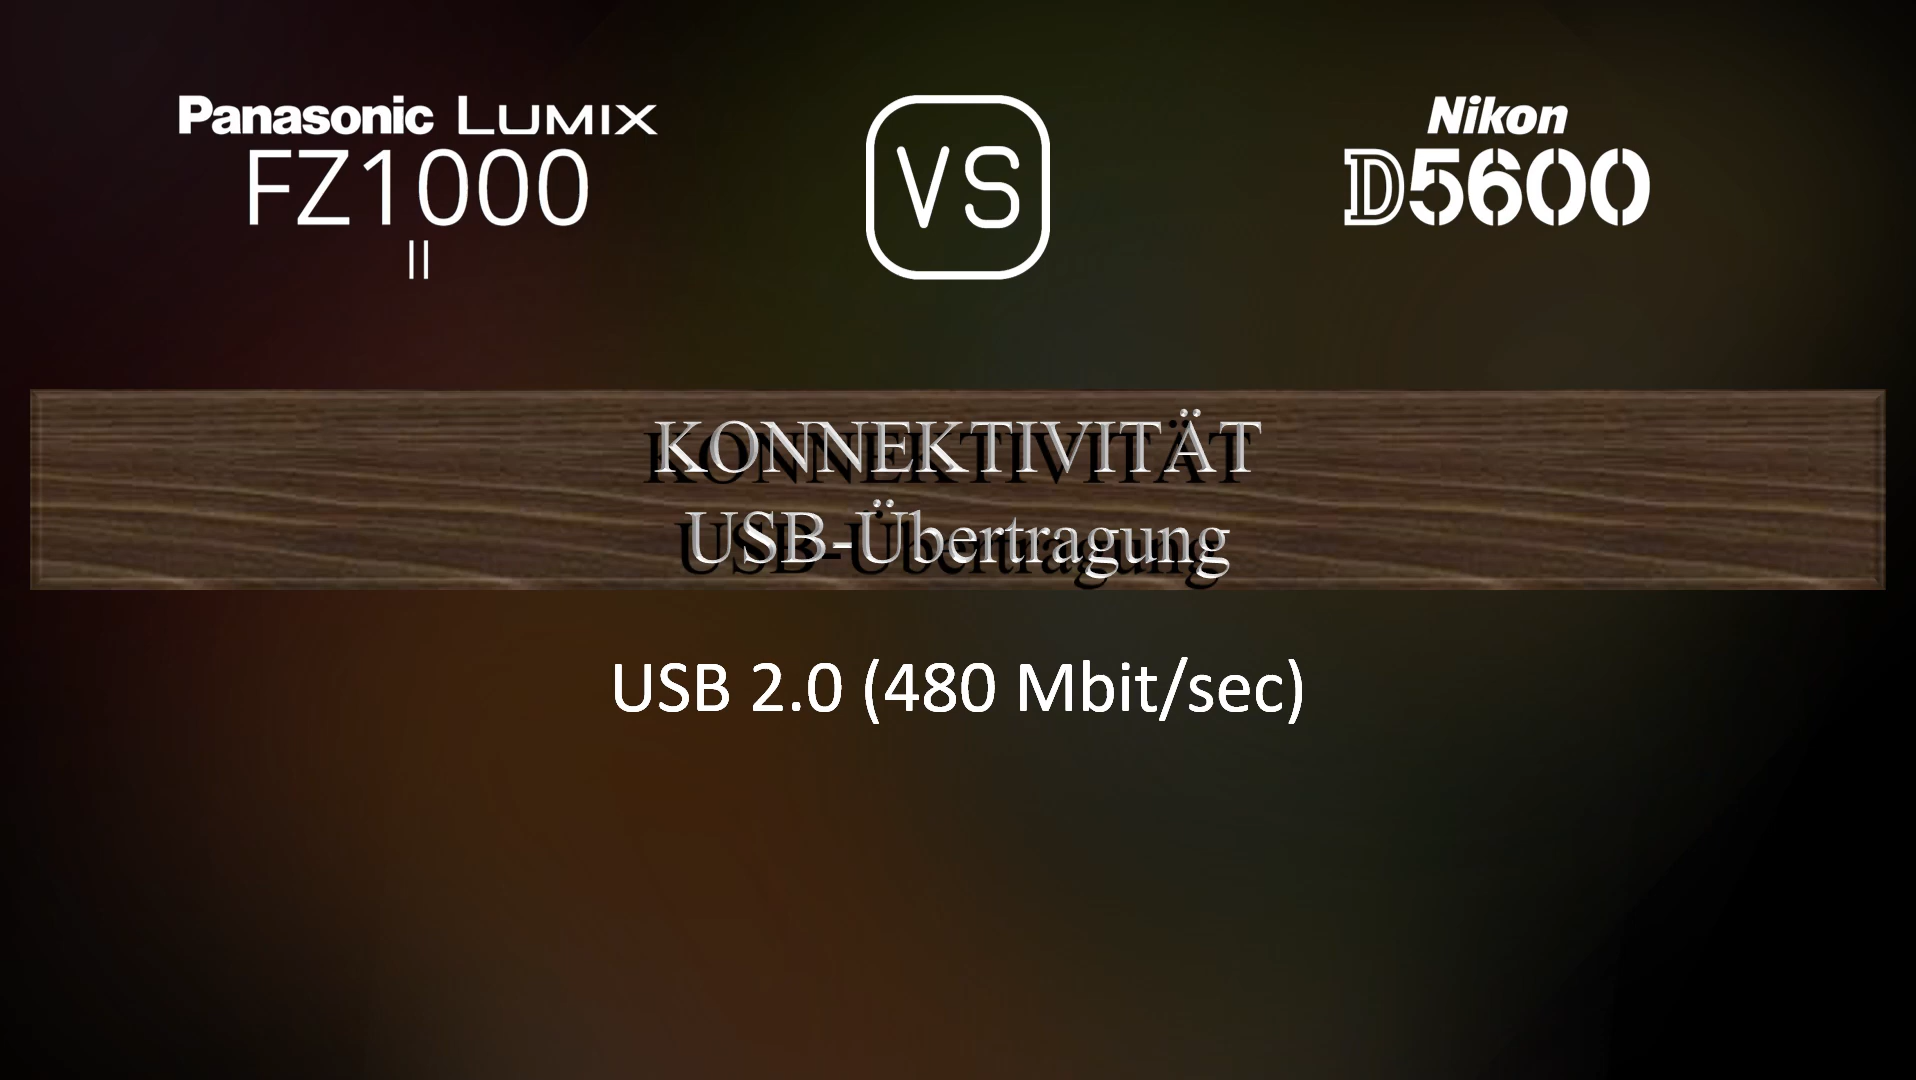 Panasonic LUMIX
FZ1000
II
VS
Nikon
D5600
KONNEKTIVITÄT
USB-Übertragung
USB 2.0 (480 Mbit/sec)